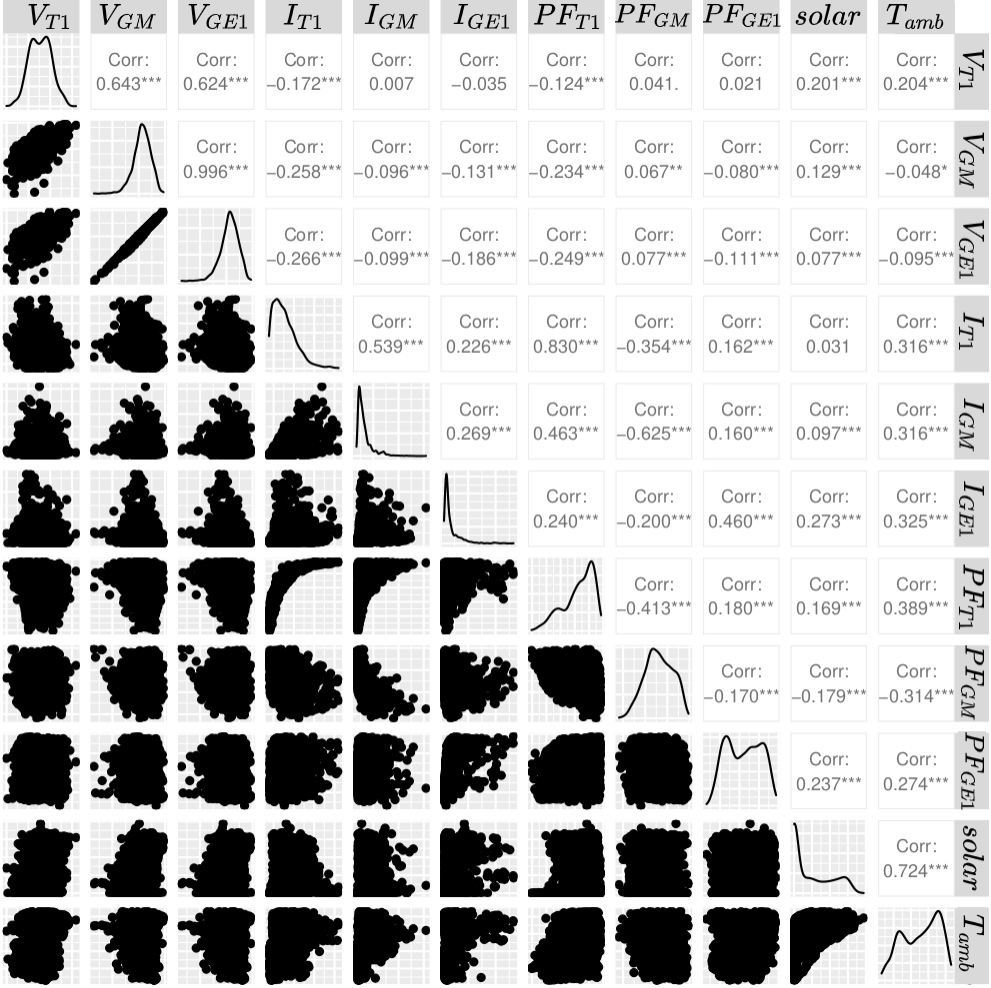 V_T1 V_GM V_GE1 I_T1 I_GM I_GE1 PF_T1 PF_GM PF_GE1 solar T_amb
Corr: Corr: Corr: Corr: Corr: Corr: Corr: Corr: Corr: Corr:
0.643*** 0.624*** −0.172*** 0.007 −0.035 −0.124*** 0.041. 0.021 0.201*** 0.204***
V_T1
Corr: Corr: Corr: Corr: Corr: Corr: Corr: Corr: Corr:
0.996*** −0.258*** −0.096*** −0.131*** −0.234*** 0.067** −0.080*** 0.129*** −0.048*
V_GM
Corr: Corr: Corr: Corr: Corr: Corr: Corr: Corr:
−0.266*** −0.099*** −0.186*** −0.249*** 0.077*** −0.111*** 0.077*** −0.095***
V_GE1
Corr: Corr: Corr: Corr: Corr: Corr: Corr:
0.539*** 0.226*** 0.830*** −0.354*** 0.162*** 0.031 0.316***
I_T1
Corr: Corr: Corr: Corr: Corr: Corr:
0.269*** 0.463*** −0.625*** 0.160*** 0.097*** 0.316***
I_GM
Corr: Corr: Corr: Corr: Corr:
0.240*** −0.200*** 0.460*** 0.273*** 0.325***
I_GE1
Corr: Corr: Corr: Corr:
−0.413*** 0.180*** 0.169*** 0.389***
PF_T1
Corr: Corr: Corr:
−0.170*** −0.179*** −0.314***
PF_GM
Corr: Corr:
0.237*** 0.274***
PF_GE1
Corr:
0.724***
solar
T_amb